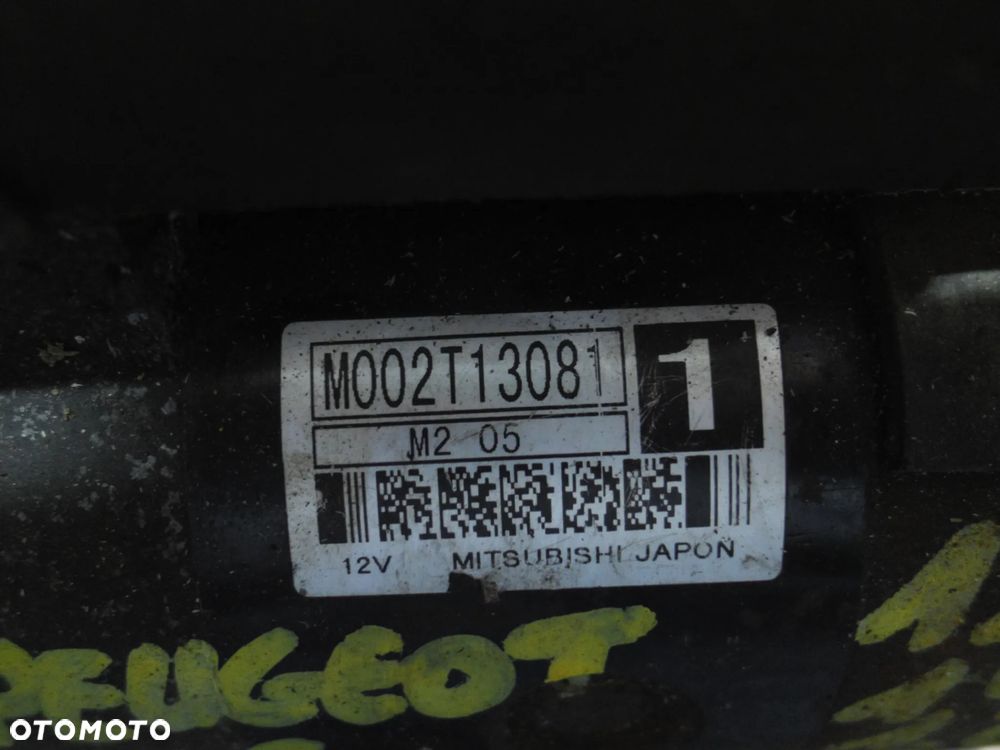 M002T13081
1
M2 05
12V MITSUBISHI JAPON
PEUGEOT
OTOMOTO